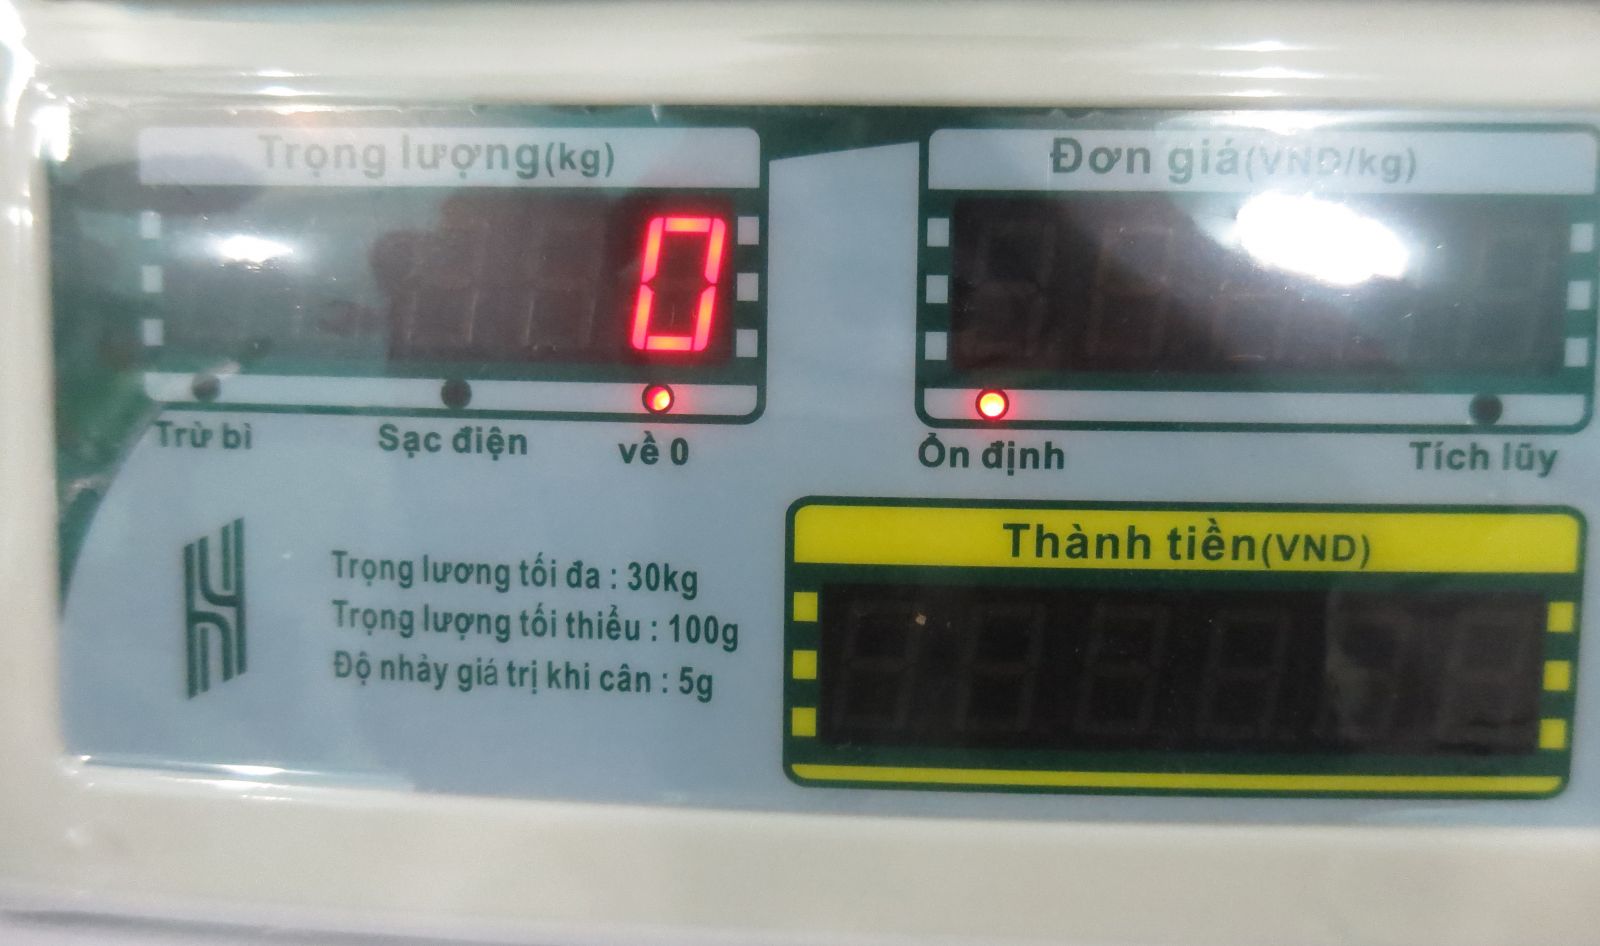 Trọng lượng(kg)
Đơn giá(VND/kg)
0
Trừ bì
Sạc điện
về 0
Ổn định
Tích lũy
Thành tiền(VND)
Trọng lương tối đa : 30kg
Trọng lượng tối thiểu : 100g
Độ nhảy giá trị khi cân : 5g